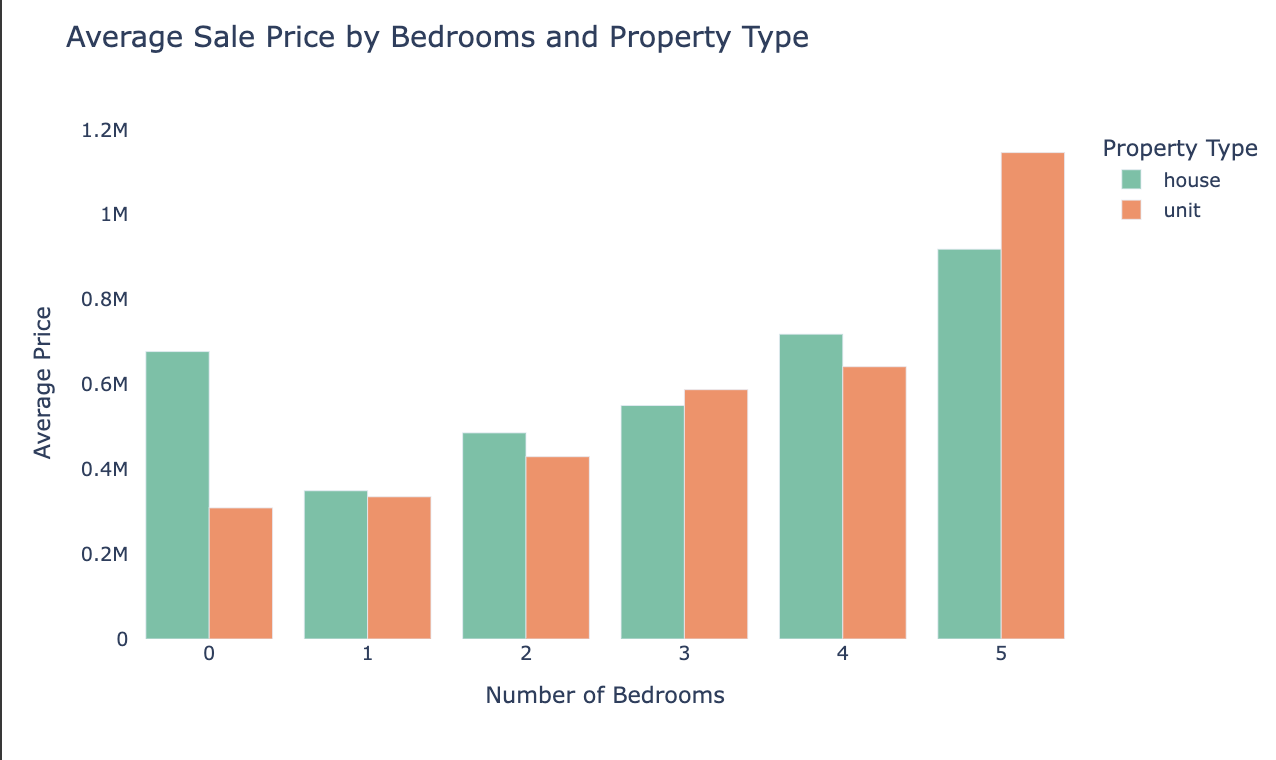 Average Sale Price by Bedrooms and Property Type
1.2M
1M
0.8M
0.6M
0.4M
0.2M
0
Average Price
0 1 2 3 4 5
Number of Bedrooms
Property Type
house
unit